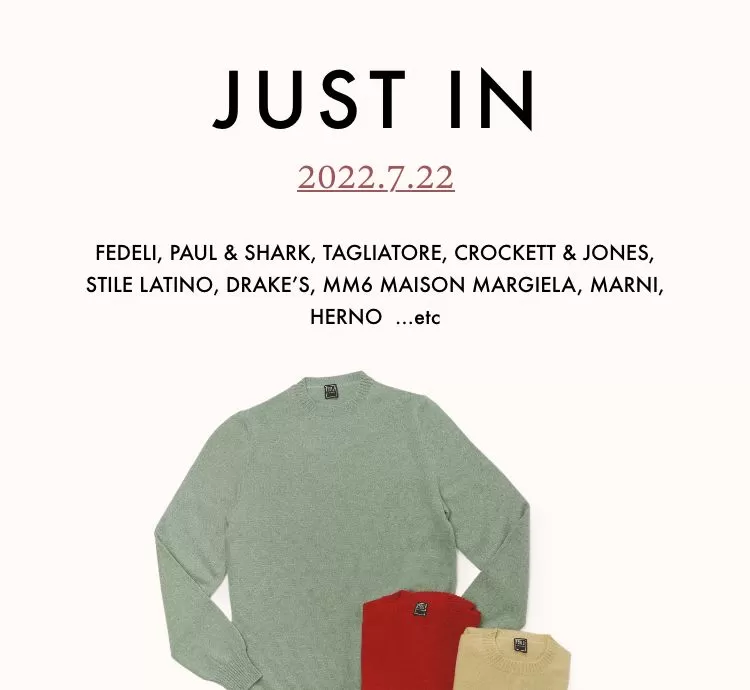 JUST IN
2022.7.22
FEDELI, PAUL & SHARK, TAGLIATORE, CROCKETT & JONES,
STILE LATINO, DRAKE’S, MM6 MAISON MARGIELA, MARNI,
HERNO …etc